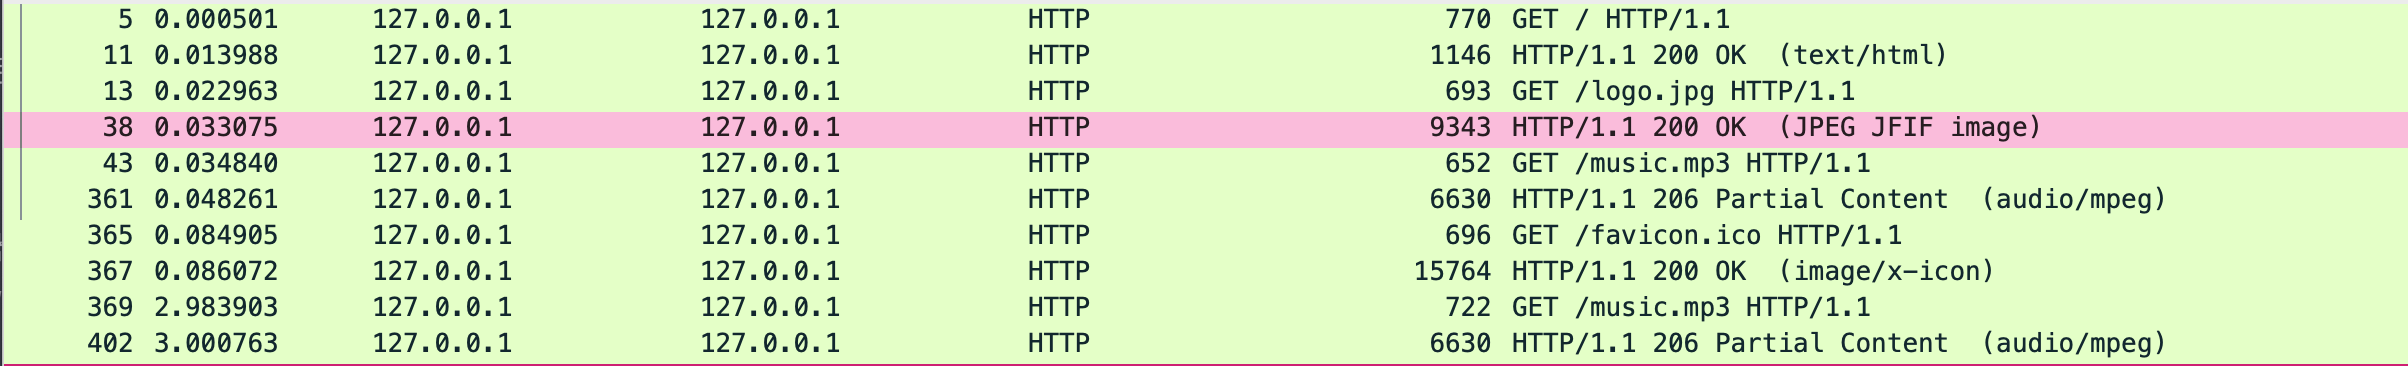 5 0.000501 127.0.0.1 127.0.0.1 HTTP 770 GET / HTTP/1.1
11 0.013988 127.0.0.1 127.0.0.1 HTTP 1146 HTTP/1.1 200 OK (text/html)
13 0.022963 127.0.0.1 127.0.0.1 HTTP 693 GET /logo.jpg HTTP/1.1
38 0.033075 127.0.0.1 127.0.0.1 HTTP 9343 HTTP/1.1 200 OK (JPEG JFIF image)
43 0.034840 127.0.0.1 127.0.0.1 HTTP 652 GET /music.mp3 HTTP/1.1
361 0.048261 127.0.0.1 127.0.0.1 HTTP 6630 HTTP/1.1 206 Partial Content (audio/mpeg)
365 0.084905 127.0.0.1 127.0.0.1 HTTP 696 GET /favicon.ico HTTP/1.1
367 0.086072 127.0.0.1 127.0.0.1 HTTP 15764 HTTP/1.1 200 OK (image/x-icon)
369 2.983903 127.0.0.1 127.0.0.1 HTTP 722 GET /music.mp3 HTTP/1.1
402 3.000763 127.0.0.1 127.0.0.1 HTTP 6630 HTTP/1.1 206 Partial Content (audio/mpeg)